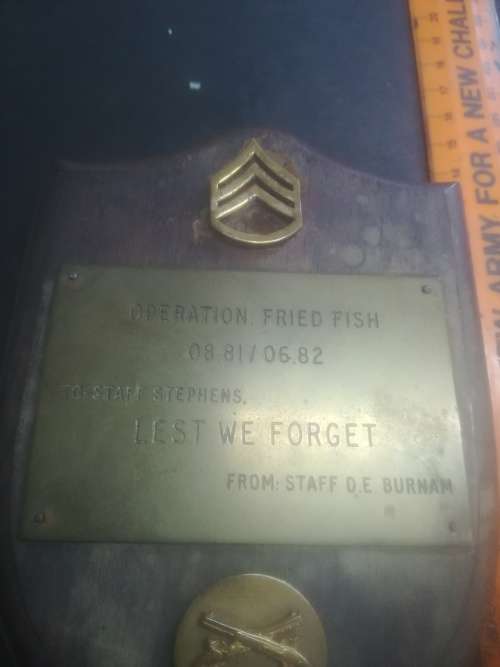 OPERATION. FRIED FISH
08.81/06.82
TO STAFF STEPHENS,
LEST WE FORGET
FROM: STAFF D.E BURNAM
ARMY FOR A NEW CHALL